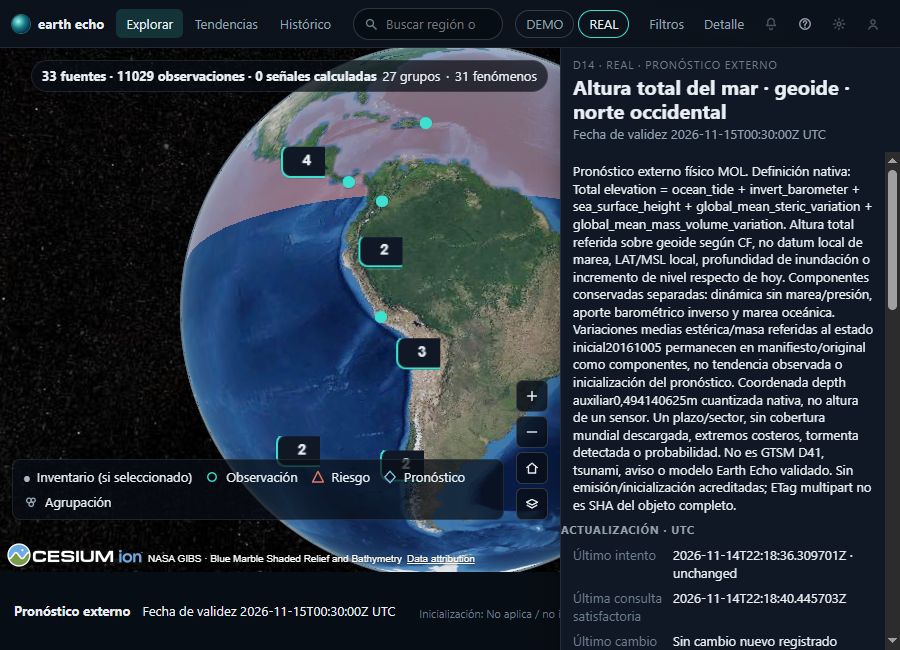 earth echo
Explorar
Tendencias
Histórico
Buscar región o
DEMO
REAL
Filtros
Detalle
33 fuentes · 11029 observaciones · 0 señales calculadas 27 grupos · 31 fenómenos
4
2
3
2
2
+
−
Inventario (si seleccionado)
Observación
Riesgo
Pronóstico
Agrupación
CESIUM ion NASA GIBS · Blue Marble Shaded Relief and Bathymetry Data attribution
Pronóstico externo Fecha de validez 2026-11-15T00:30:00Z UTC Inicialización: No aplica / no i
D14 · REAL · PRONÓSTICO EXTERNO
Altura total del mar · geoide ·
norte occidental
Fecha de validez 2026-11-15T00:30:00Z UTC
Pronóstico externo físico MOL. Definición nativa:
Total elevation = ocean_tide + invert_barometer +
sea_surface_height + global_mean_steric_variation +
global_mean_mass_volume_variation. Altura total
referida sobre geoide según CF, no datum local de
marea, LAT/MSL local, profundidad de inundación o
incremento de nivel respecto de hoy. Componentes
conservadas separadas: dinámica sin marea/presión,
aporte barométrico inverso y marea oceánica.
Variaciones medias estérica/masa referidas al estado
inicial20161005 permanecen en manifiesto/original
como componentes, no tendencia observada o
inicialización del pronóstico. Coordenada depth
auxiliar0,494140625m cuantizada nativa, no altura
de un sensor. Un plazo/sector, sin cobertura
mundial descargada, extremos costeros, tormenta
detectada o probabilidad. No es GTSM D41,
tsunami, aviso o modelo Earth Echo validado. Sin
emisión/inicialización acreditadas; ETag multipart no
es SHA del objeto completo.
ACTUALIZACIÓN · UTC
Último intento 2026-11-14T22:18:36.309701Z ·
unchanged
Última consulta 2026-11-14T22:18:40.445703Z
satisfactoria
Último cambio Sin cambio nuevo registrado